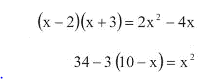 (x – 2)(x + 3) = 2x² – 4x
34 – 3 (10 – x) = x²